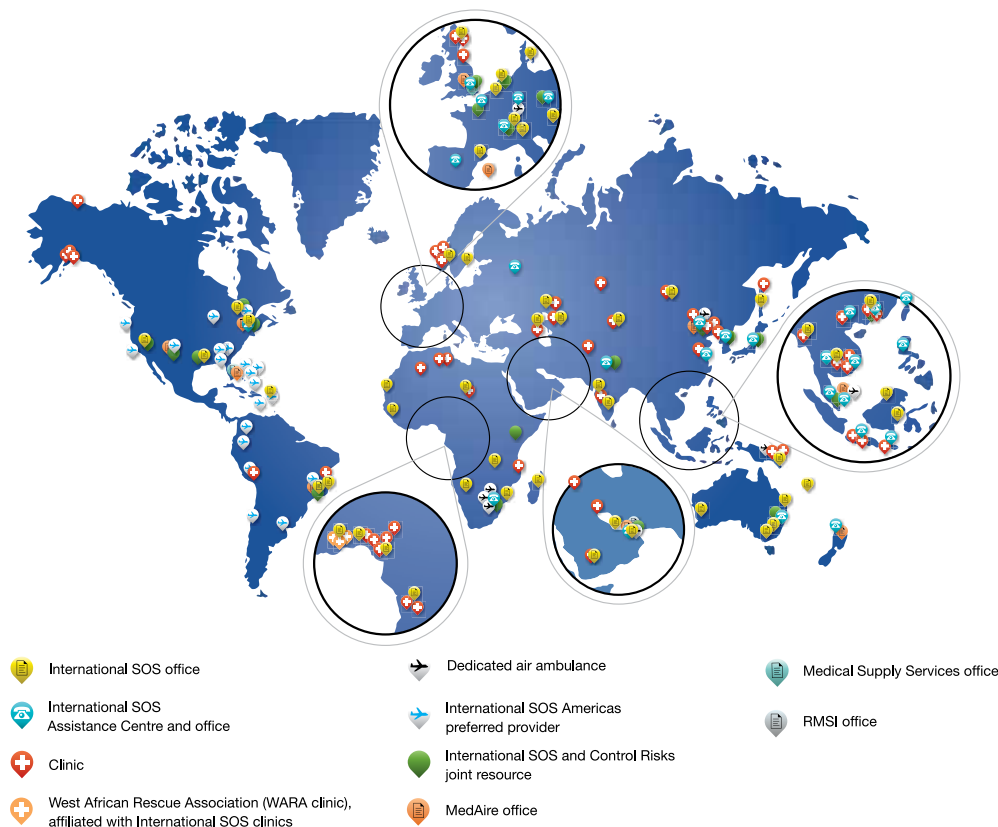 International SOS office
International SOS
Assistance Centre and office
Clinic
West African Rescue Association (WARA clinic),
affiliated with International SOS clinics
Dedicated air ambulance
International SOS Americas
preferred provider
International SOS and Control Risks
joint resource
MedAire office
Medical Supply Services office
RMSI office